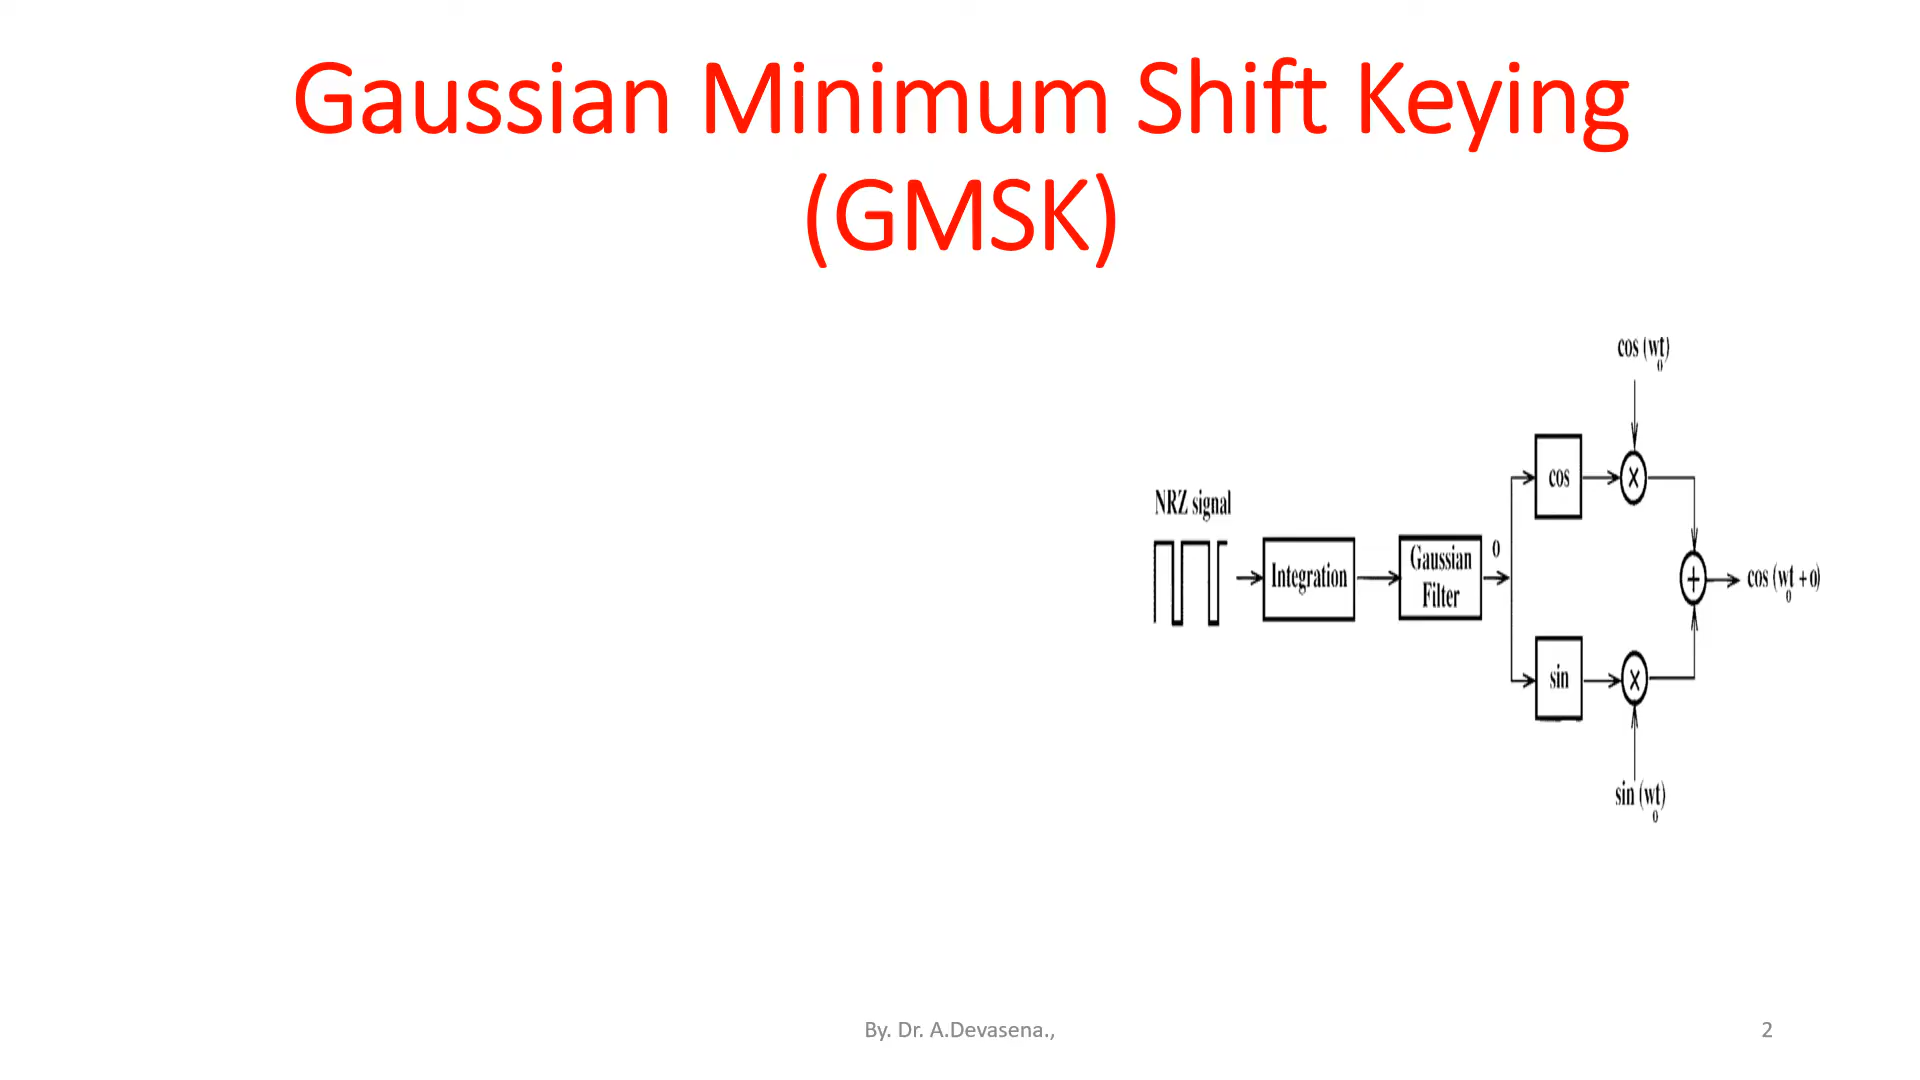 Gaussian Minimum Shift Keying
(GMSK)
cos (wt)
0
cos
×
NRZ signal
Integration
Gaussian
Filter
0
+
cos (wt + o)
0
sin
×
sin (wt)
0
By. Dr. A.Devasena.,
2